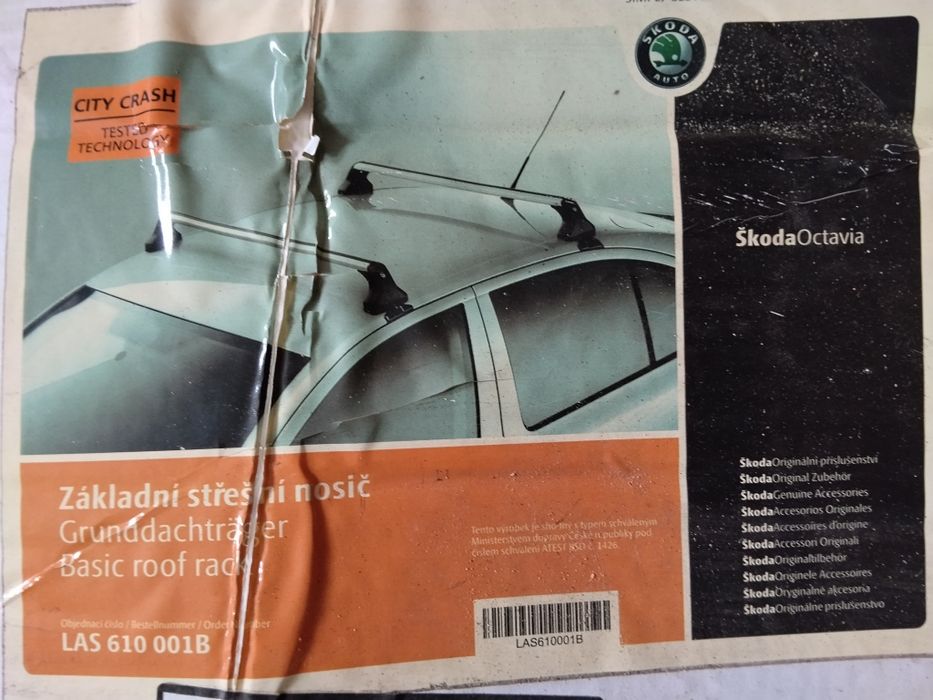 SKODA
AUTO
CITY CRASH
TESTED
TECHNOLOGY
ŠkodaOctavia
Základní střešní nosič
Grunddachträger
Basic roof rack
Tento výrobek je shodný s typem schváleným
Ministerstvem dopravy České republiky pod
číslem schválení ATEST 8SD č. 1426.
Objednací číslo / Bestellnummer / Order Number
LAS 610 001B
LAS610001B
ŠkodaOriginální příslušenství
ŠkodaOriginal Zubehör
ŠkodaGenuine Accessories
ŠkodaAccesorios Originales
ŠkodaAccessoires d'origine
ŠkodaAccessori Originali
ŠkodaOriginaltilbehör
ŠkodaOriginele Accessoires
ŠkodaOryginalne akcesoria
ŠkodaOriginálne príslušenstvo